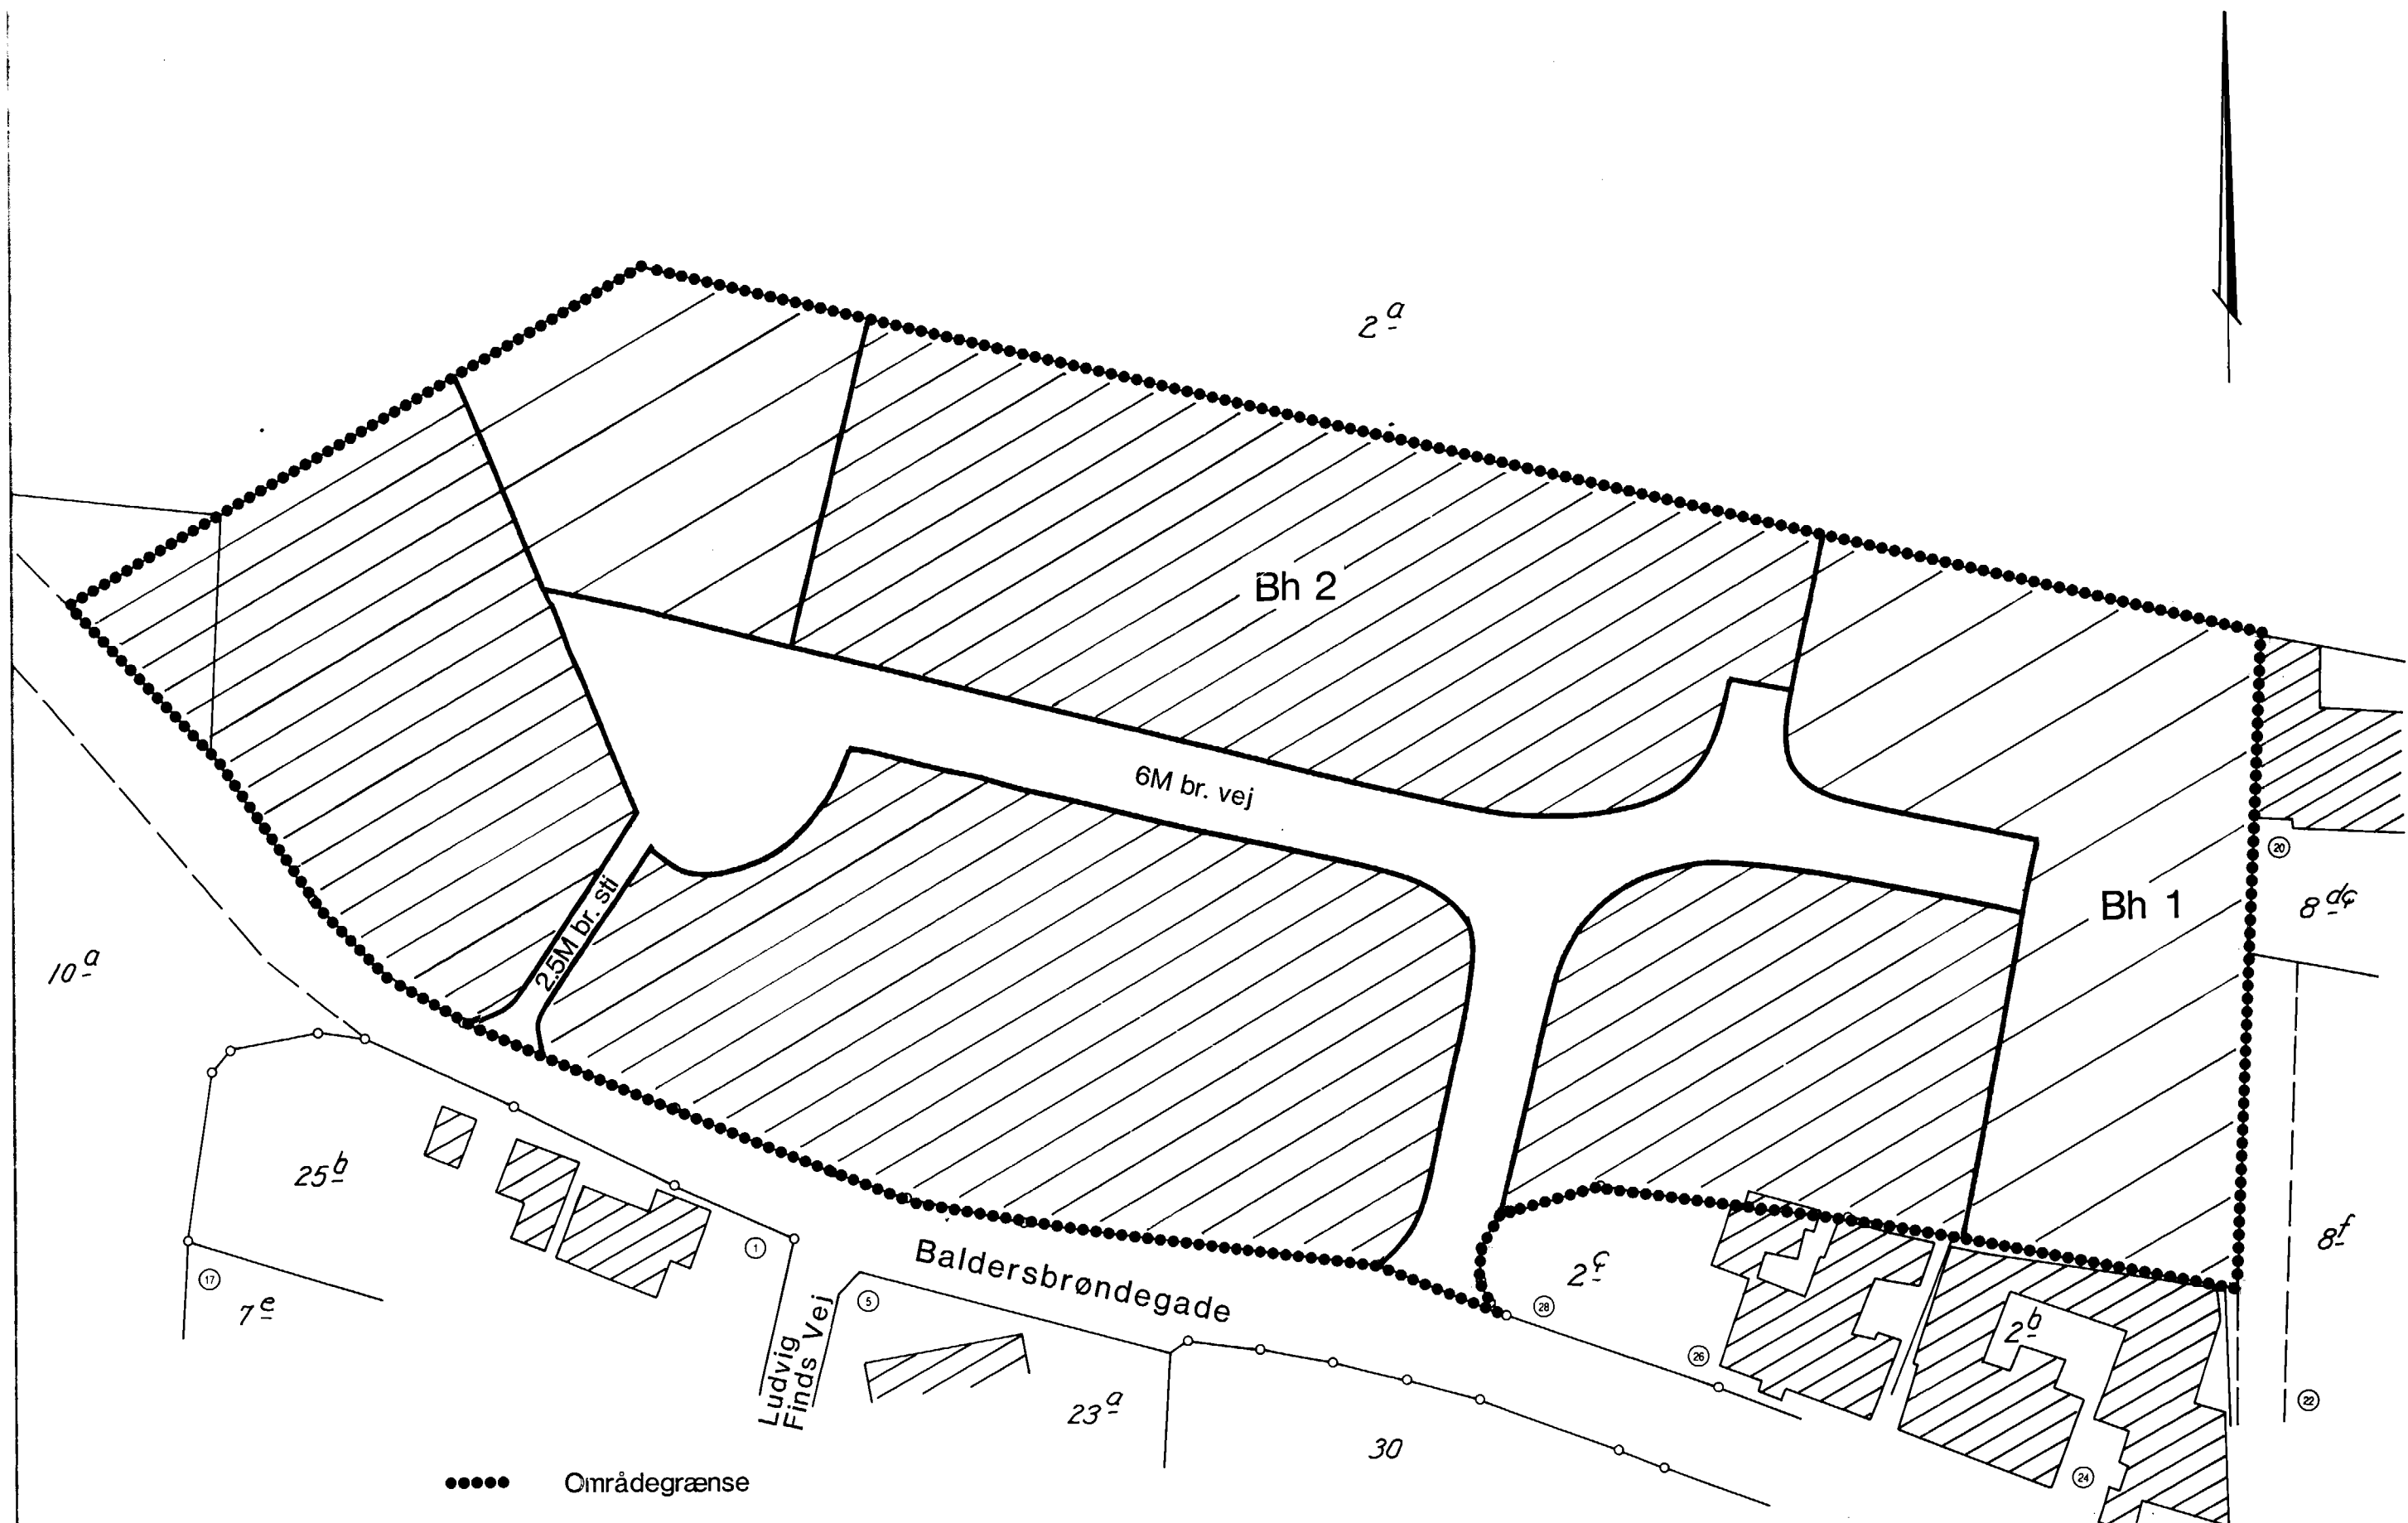 2a
Bh 2
6M br. vej
Bh 1
20
8dç
2.5M br. sti
10a
25b
1
17
7e
Baldersbrøndegade
5
Ludvig
Finds Vej
23a
30
2ç
28
26
2b
8f
22
24
Områdegrænse